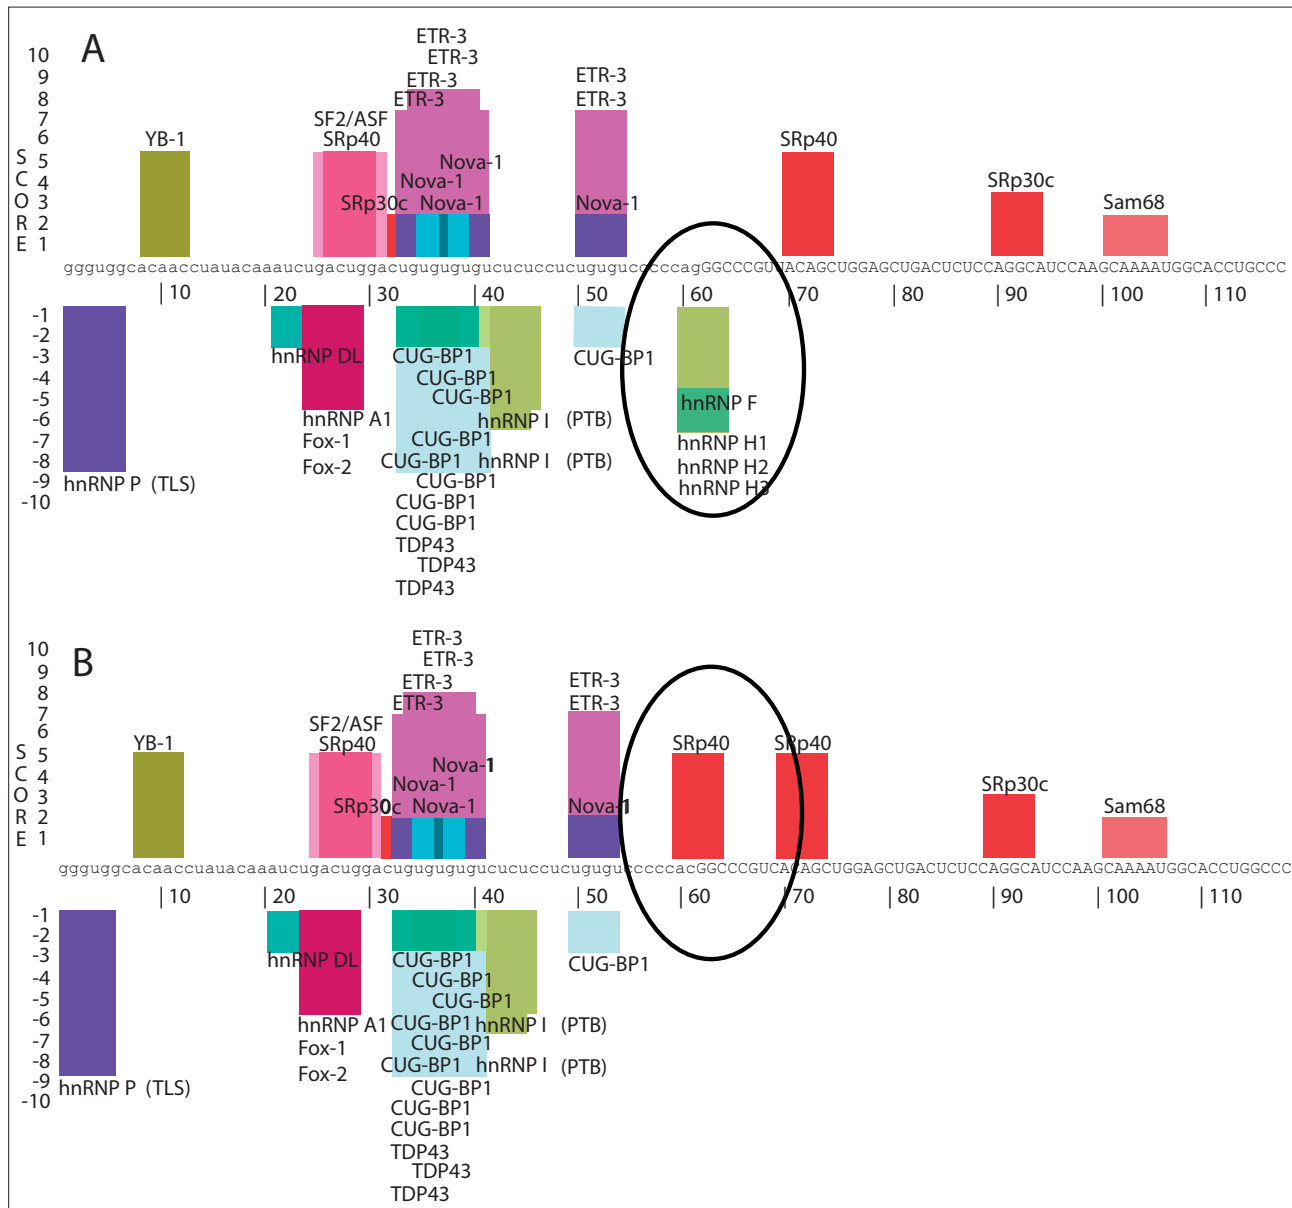 A
ETR-3
ETR-3
ETR-3
ETR-3
ETR-3
ETR-3
SF2/ASF
SRp40
YB-1
SRp30c
Nova-1
Nova-1
Nova-1
Nova-1
SRp40
SRp30c
Sam68
SCORE
10
9
8
7
6
5
4
3
2
1
gggugggcacaaccuauacaaaucugacuggacugugugugucucuccucugugucccccagGGCCCGUUACAGCUGGAGCUGACUCUCCAGGCAUCCAAGCAAAAUGGCACCUGCCC
|10 |20 |30 |40 |50 |60 |70 |80 |90 |100 |110
-1
-2
-3
-4
-5
-6
-7
-8
-9
-10
hnRNP P (TLS)
hnRNP DL
hnRNP A1
Fox-1
Fox-2
CUG-BP1
CUG-BP1
CUG-BP1
hnRNP I (PTB)
CUG-BP1
CUG-BP1
hnRNP I (PTB)
CUG-BP1
CUG-BP1
CUG-BP1
TDP43
TDP43
TDP43
CUG-BP1
hnRNP F
hnRNP H1
hnRNP H2
hnRNP H3
B
ETR-3
ETR-3
ETR-3
ETR-3
ETR-3
ETR-3
SF2/ASF
SRp40
YB-1
SRp30c
Nova-1
Nova-1
Nova-1
Nova-1
SRp40
SRp40
SRp30c
Sam68
SCORE
10
9
8
7
6
5
4
3
2
1
gggugggcacaaccuauacaaaucugacuggacugugugugucucuccucugugucccccacGGCCCGUCACAGCUGGAGCUGACUCUCCAGGCAUCCAAGCAAAAUGGCACCUGGCCC
|10 |20 |30 |40 |50 |60 |70 |80 |90 |100 |110
-1
-2
-3
-4
-5
-6
-7
-8
-9
-10
hnRNP P (TLS)
hnRNP DL
hnRNP A1
Fox-1
Fox-2
CUG-BP1
CUG-BP1
CUG-BP1
CUG-BP1
hnRNP I (PTB)
CUG-BP1
CUG-BP1
hnRNP I (PTB)
CUG-BP1
CUG-BP1
CUG-BP1
TDP43
TDP43
TDP43
CUG-BP1